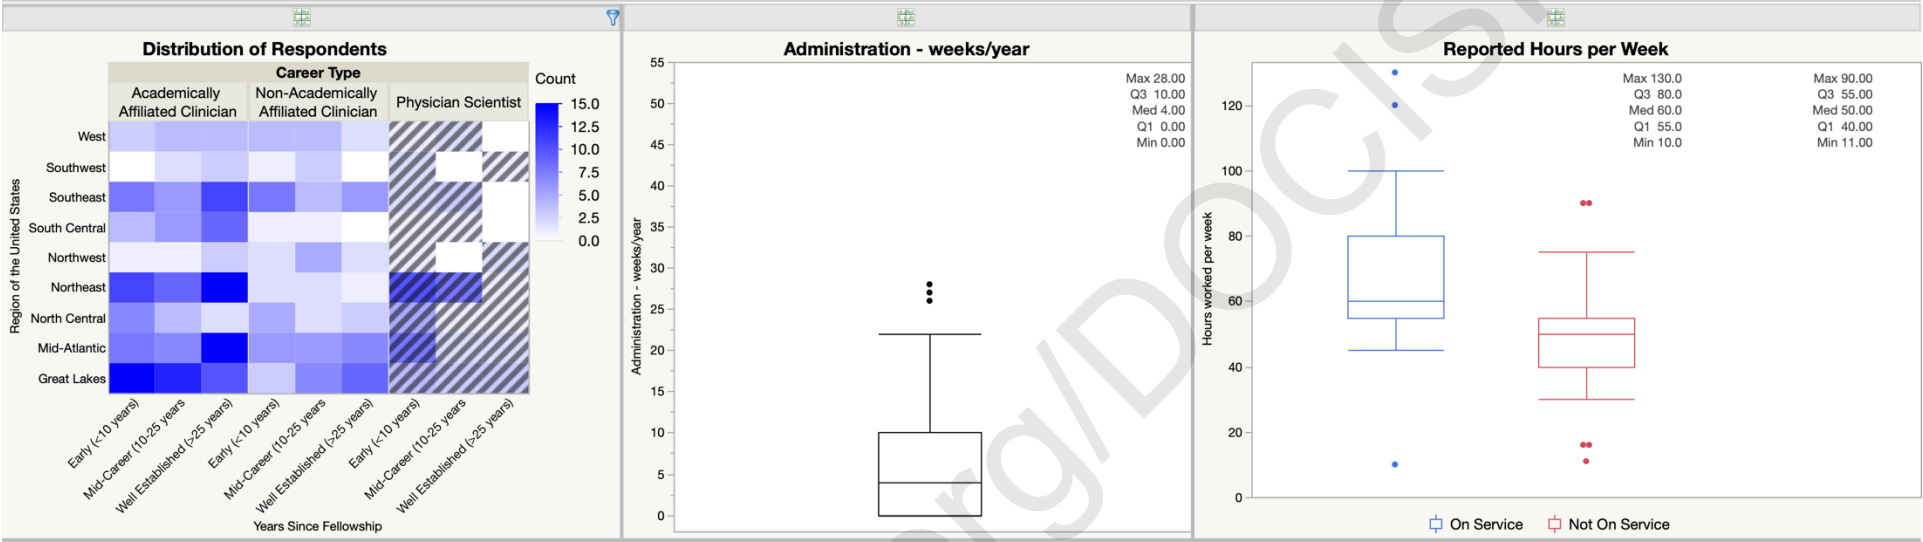 Distribution of Respondents
Career Type
Academically
Affiliated Clinician
Non-Academically
Affiliated Clinician
Physician Scientist
Count
15.0
12.5
10.0
7.5
5.0
2.5
0.0
Region of the United States
West
Southwest
Southeast
South Central
Northwest
Northeast
North Central
Mid-Atlantic
Great Lakes
Early (<10 years)
Mid-Career (10-25 years
Well Established (>25 years)
Early (<10 years)
Mid-Career (10-25 years
Well Established (>25 years)
Early (<10 years)
Mid-Career (10-25 years
Well Established (>25 years)
Years Since Fellowship
Administration - weeks/year
Administration - weeks/year
55
50
45
40
35
30
25
20
15
10
5
0
Max 28.00
Q3 10.00
Med 4.00
Q1 0.00
Min 0.00
Reported Hours per Week
Hours worked per week
120
100
80
60
40
20
0
Max 130.0
Q3 80.0
Med 60.0
Q1 55.0
Min 10.0
Max 90.00
Q3 55.00
Med 50.00
Q1 40.00
Min 11.00
On Service
Not On Service
org/DOCIS